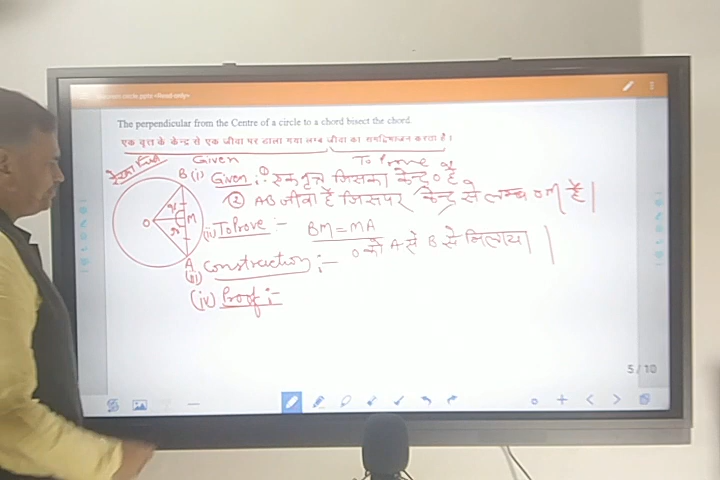 The perpendicular from the Centre of a circle to a chord bisect the chord
एक वृत्त के केन्द्र से एक जीवा पर डाला गया लम्ब जीवा का समद्विभाजन करता है।
Given To Prove
(i) Given :- ① एक वृत्त जिसका केन्द्र O है
② AB जीवा है जिसपर केन्द्र से लम्ब OM है |
B
O M
A
(ii) To Prove :- BM = MA
(iii) Construction :- O को A से B से मिलाया |
(iv) Proof :-
5 / 10